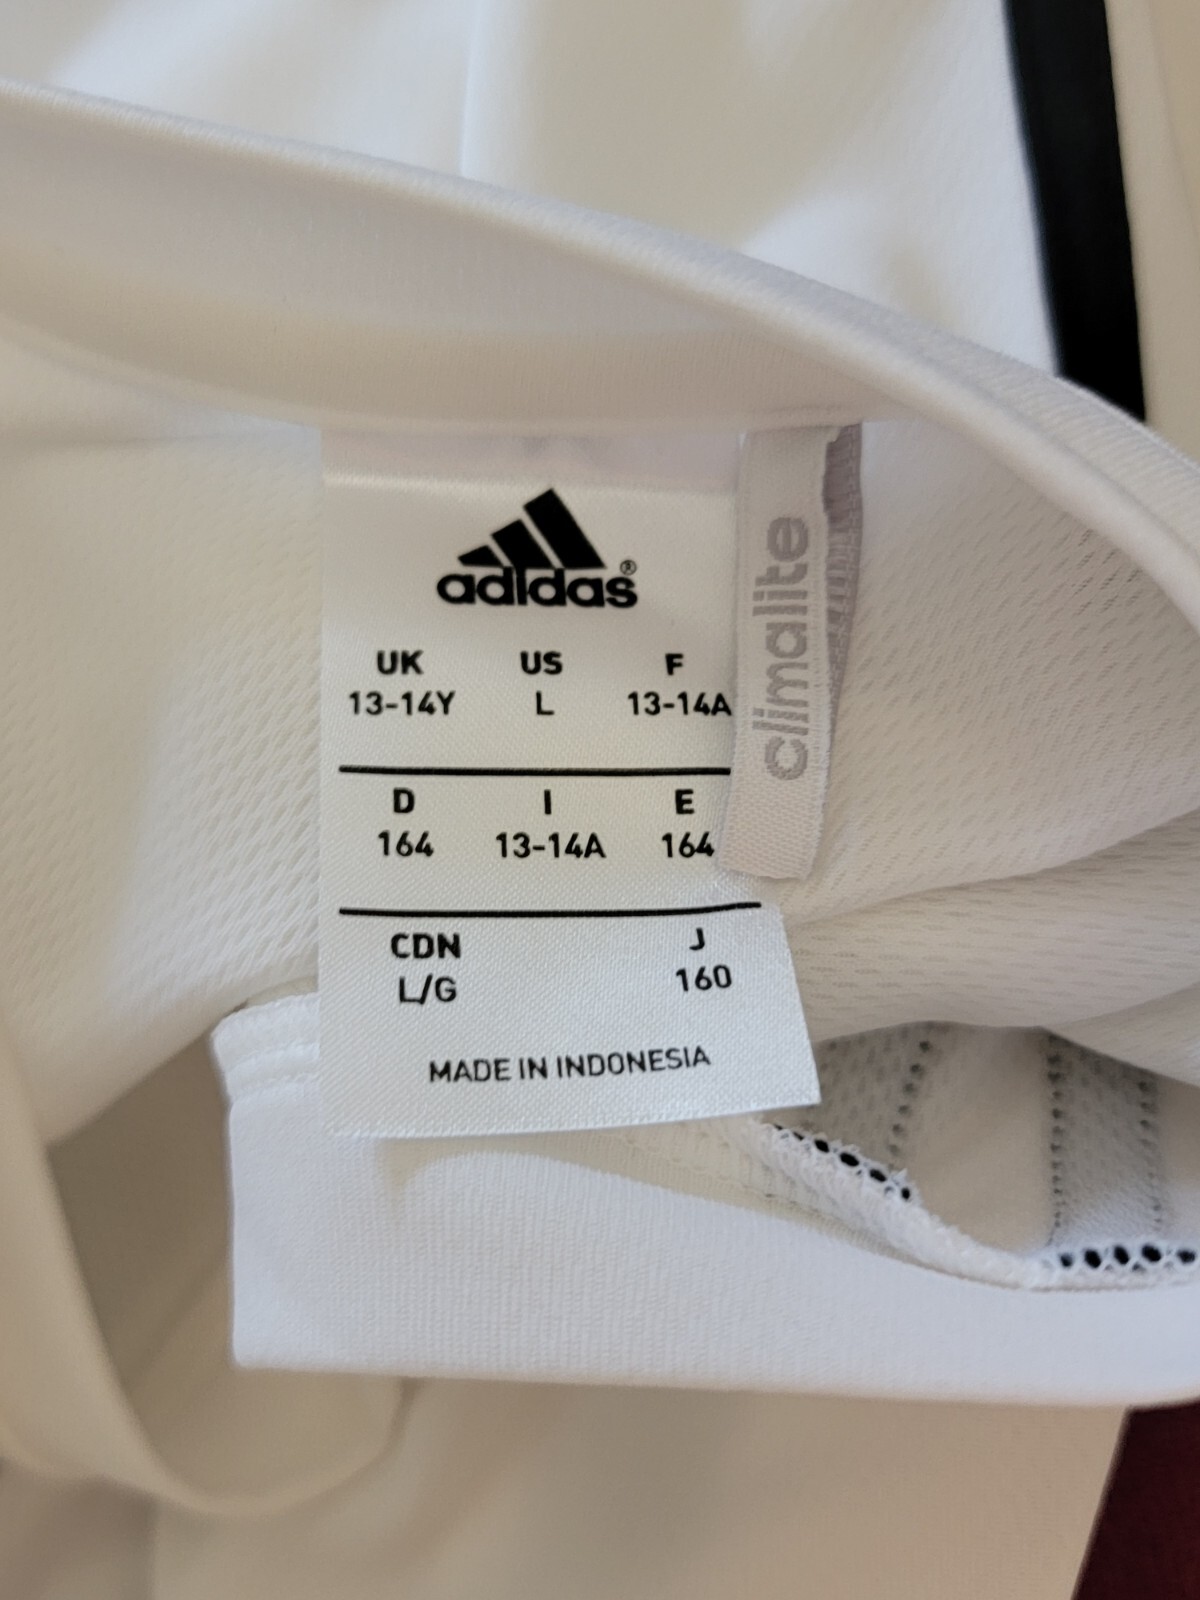 adidas®
UK US F
13-14Y L 13-14A
D I E
164 13-14A 164
CDN J
L/G 160
MADE IN INDONESIA
climalite